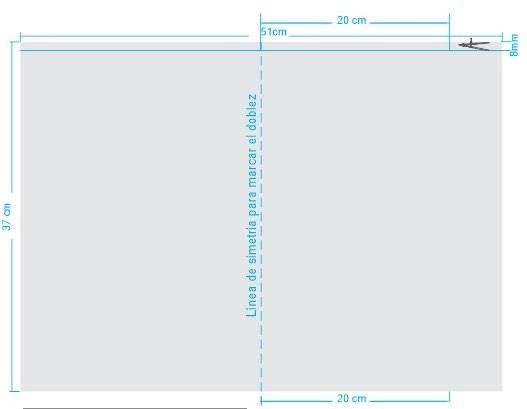 20 cm
51cm
8mm
Linea de simetria para marcar el doblez
37 cm
20 cm